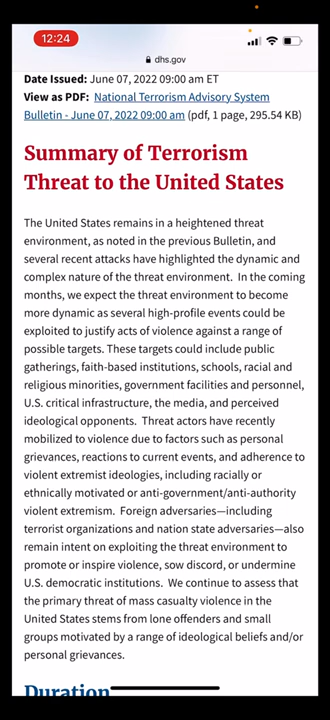 12:24
dhs.gov
Date Issued: June 07, 2022 09:00 am ET
View as PDF: National Terrorism Advisory System
Bulletin - June 07, 2022 09:00 am (pdf, 1 page, 295.54 KB)
Summary of Terrorism
Threat to the United States
The United States remains in a heightened threat
environment, as noted in the previous Bulletin, and
several recent attacks have highlighted the dynamic and
complex nature of the threat environment. In the coming
months, we expect the threat environment to become
more dynamic as several high-profile events could be
exploited to justify acts of violence against a range of
possible targets. These targets could include public
gatherings, faith-based institutions, schools, racial and
religious minorities, government facilities and personnel,
U.S. critical infrastructure, the media, and perceived
ideological opponents. Threat actors have recently
mobilized to violence due to factors such as personal
grievances, reactions to current events, and adherence to
violent extremist ideologies, including racially or
ethnically motivated or anti-government/anti-authority
violent extremism. Foreign adversaries—including
terrorist organizations and nation state adversaries—also
remain intent on exploiting the threat environment to
promote or inspire violence, sow discord, or undermine
U.S. democratic institutions. We continue to assess that
the primary threat of mass casualty violence in the
United States stems from lone offenders and small
groups motivated by a range of ideological beliefs and/or
personal grievances.
Duration